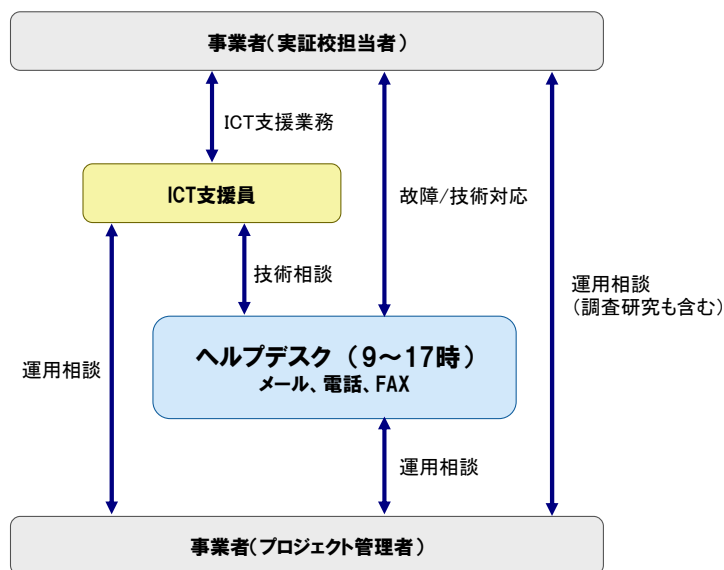 事業者(実証校担当者)
ICT支援業務
ICT支援員
故障/技術対応
技術相談
運用相談
(調査研究も含む)
ヘルプデスク (9~17時)
メール、電話、FAX
運用相談
運用相談
事業者(プロジェクト管理者)